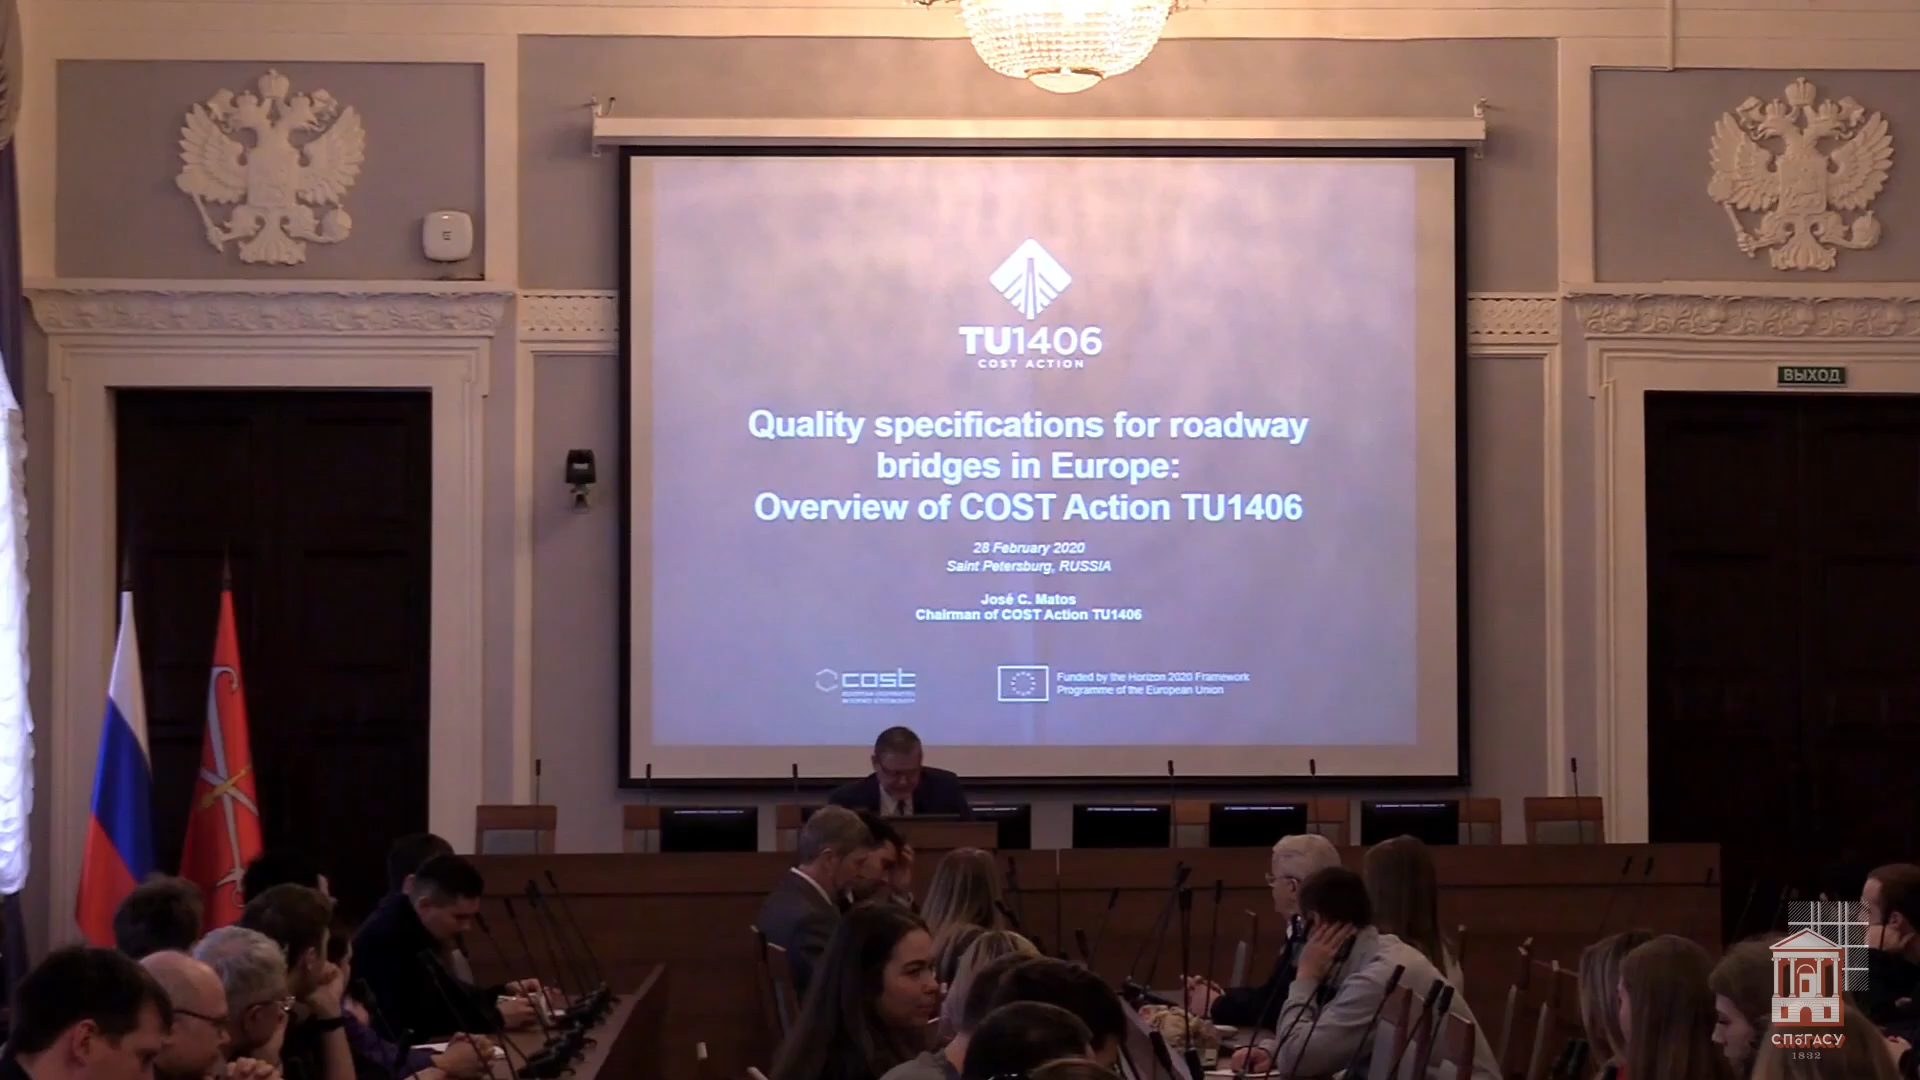 TU1406
COST ACTION
ВЫХОД
Quality specifications for roadway
bridges in Europe:
Overview of COST Action TU1406
28 February 2020
Saint Petersburg, RUSSIA
José C. Matos
Chairman of COST Action TU1406
cost
Funded by the Horizon 2020 Framework
Programme of the European Union
СПбГАСУ
1832